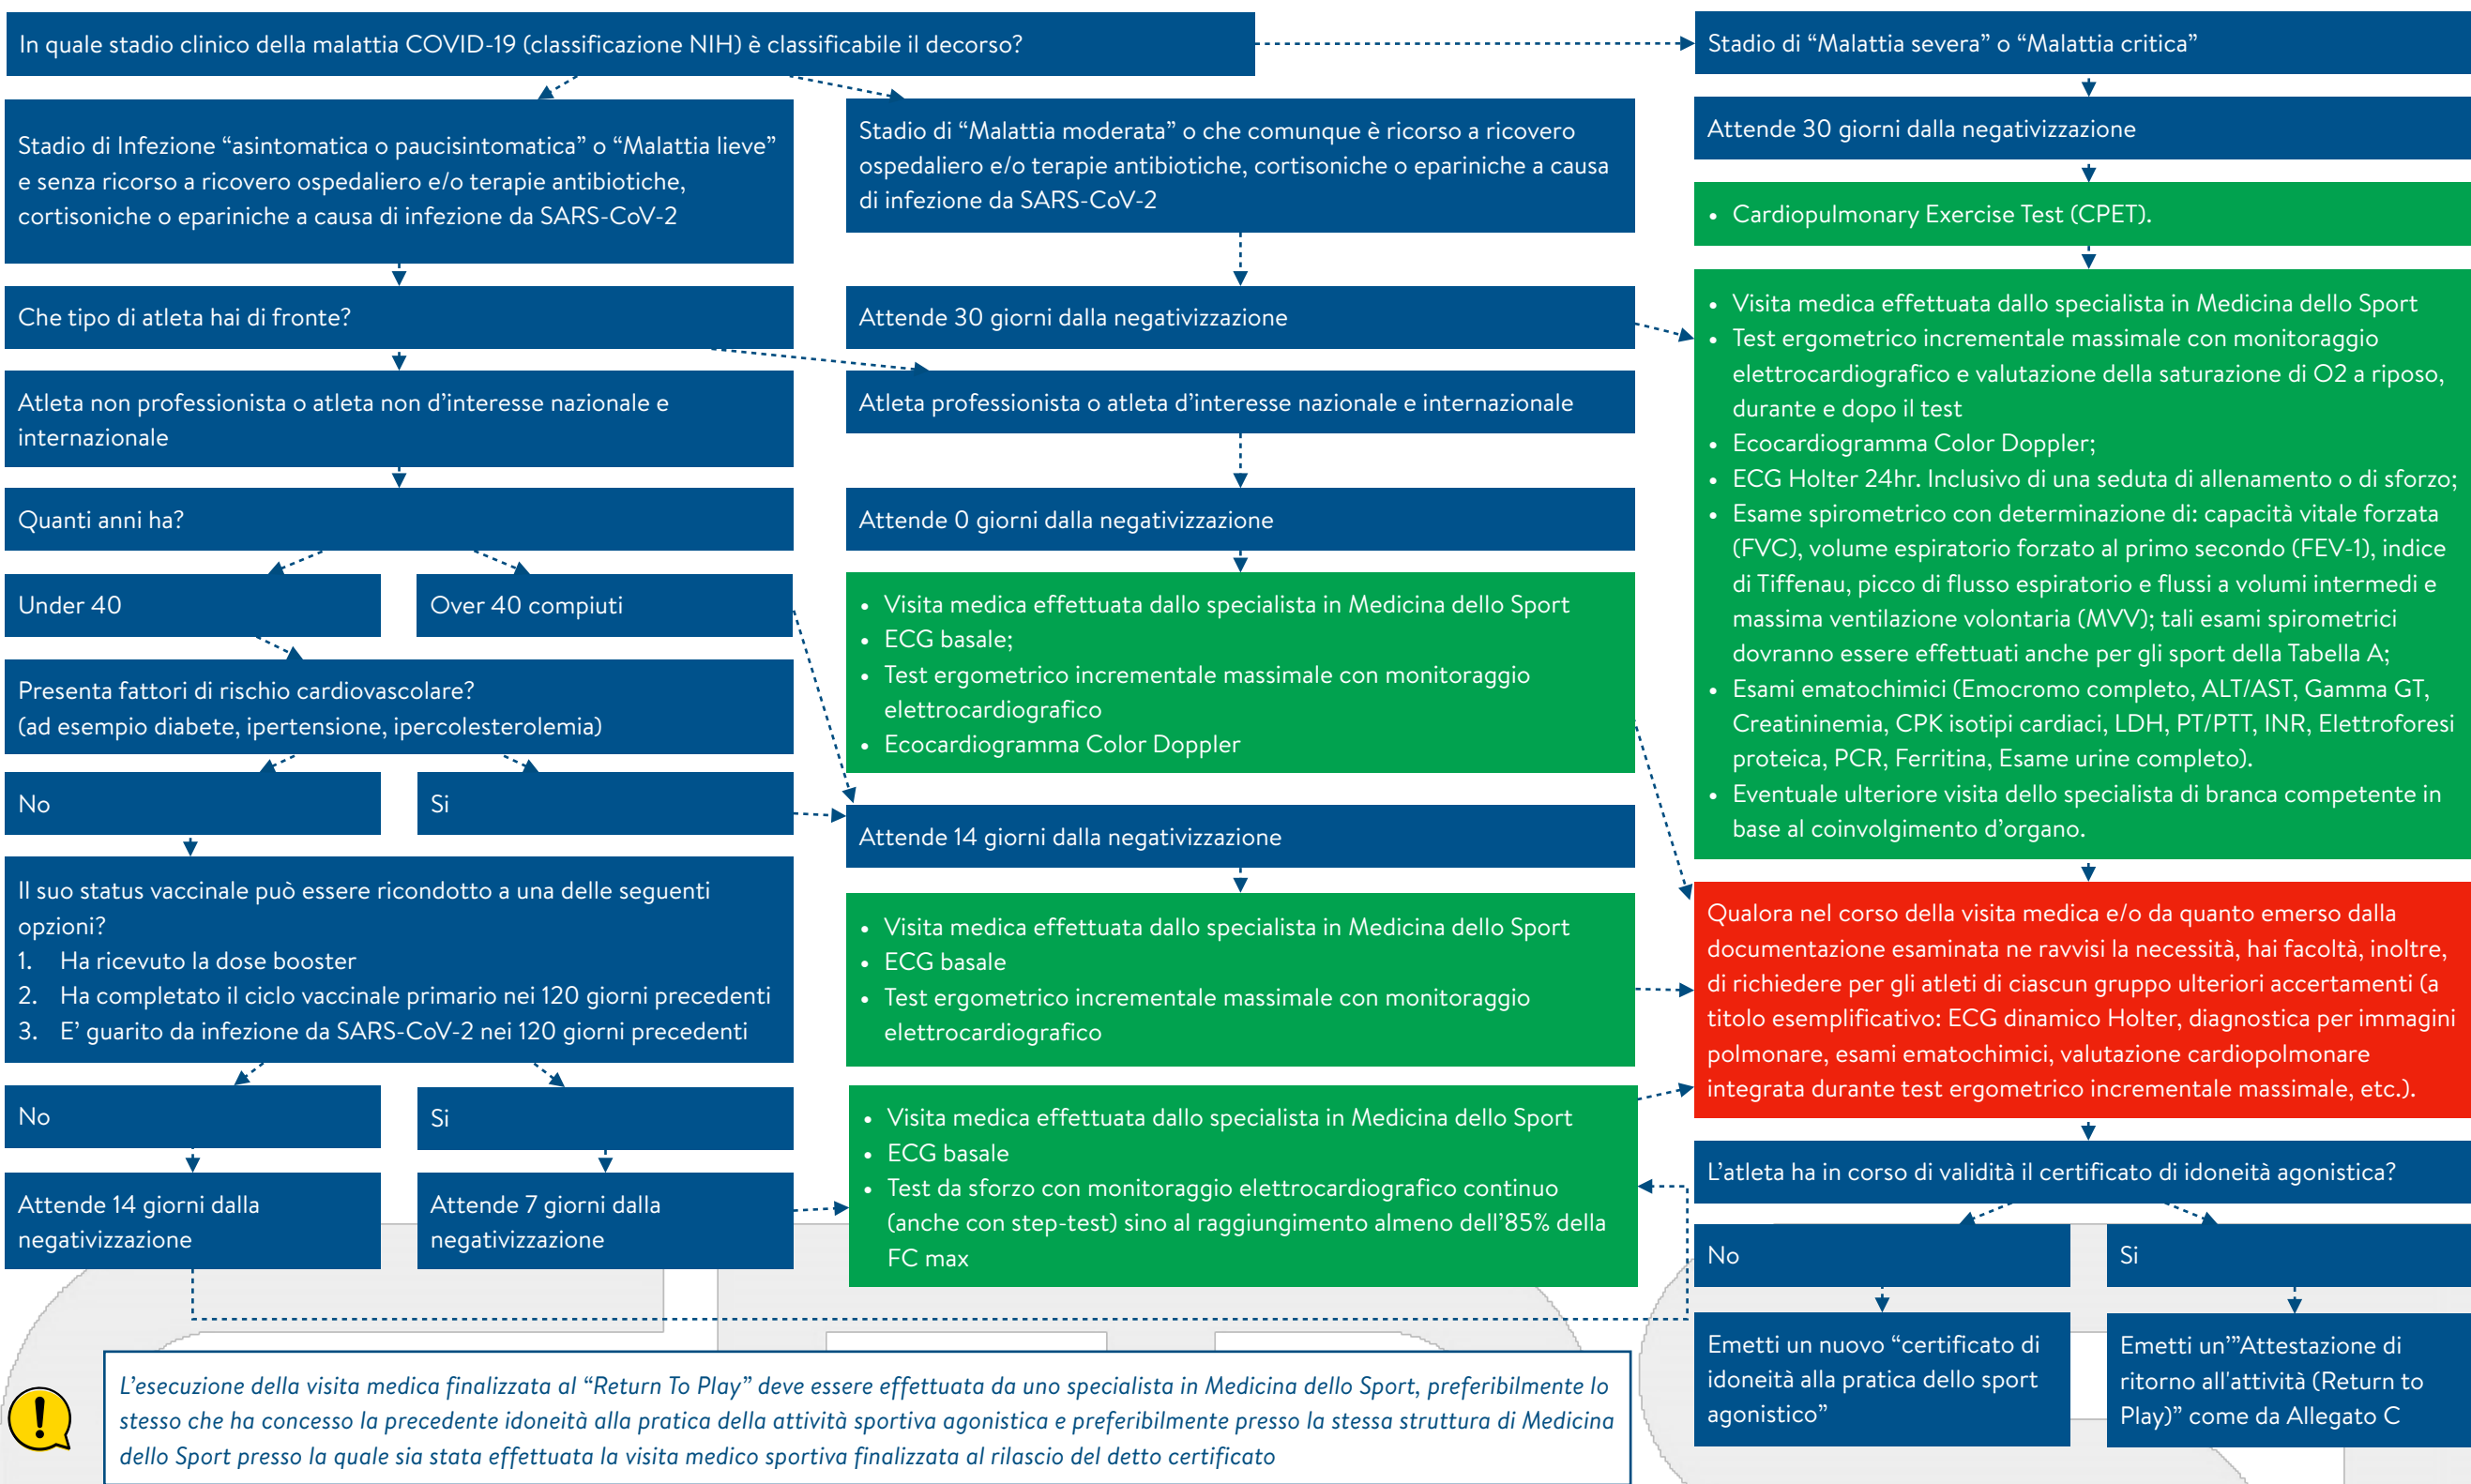 In quale stadio clinico della malattia COVID-19 (classificazione NIH) è classificabile il decorso?
Stadio di Infezione “asintomatica o paucisintomatica” o “Malattia lieve”
e senza ricorso a ricovero ospedaliero e/o terapie antibiotiche,
cortisoniche o epariniche a causa di infezione da SARS-CoV-2
Che tipo di atleta hai di fronte?
Atleta non professionista o atleta non d’interesse nazionale e
internazionale
Quanti anni ha?
Under 40
Over 40 compiuti
Presenta fattori di rischio cardiovascolare?
(ad esempio diabete, ipertensione, ipercolesterolemia)
No
Si
Il suo status vaccinale può essere ricondotto a una delle seguenti
opzioni?
1. Ha ricevuto la dose booster
2. Ha completato il ciclo vaccinale primario nei 120 giorni precedenti
3. E’ guarito da infezione da SARS-CoV-2 nei 120 giorni precedenti
No
Si
Attende 14 giorni dalla
negativizzazione
Attende 7 giorni dalla
negativizzazione
Stadio di “Malattia moderata” o che comunque è ricorso a ricovero
ospedaliero e/o terapie antibiotiche, cortisoniche o epariniche a causa
di infezione da SARS-CoV-2
Attende 30 giorni dalla negativizzazione
Atleta professionista o atleta d’interesse nazionale e internazionale
Attende 0 giorni dalla negativizzazione
• Visita medica effettuata dallo specialista in Medicina dello Sport
• ECG basale;
• Test ergometrico incrementale massimale con monitoraggio
elettrocardiografico
• Ecocardiogramma Color Doppler
Attende 14 giorni dalla negativizzazione
• Visita medica effettuata dallo specialista in Medicina dello Sport
• ECG basale
• Test ergometrico incrementale massimale con monitoraggio
elettrocardiografico
• Visita medica effettuata dallo specialista in Medicina dello Sport
• ECG basale
• Test da sforzo con monitoraggio elettrocardiografico continuo
(anche con step-test) sino al raggiungimento almeno dell’85% della
FC max
Stadio di “Malattia severa” o “Malattia critica”
Attende 30 giorni dalla negativizzazione
• Cardiopulmonary Exercise Test (CPET).
• Visita medica effettuata dallo specialista in Medicina dello Sport
• Test ergometrico incrementale massimale con monitoraggio
elettrocardiografico e valutazione della saturazione di O2 a riposo,
durante e dopo il test
• Ecocardiogramma Color Doppler;
• ECG Holter 24hr. Inclusivo di una seduta di allenamento o di sforzo;
• Esame spirometrico con determinazione di: capacità vitale forzata
(FVC), volume espiratorio forzato al primo secondo (FEV-1), indice
di Tiffenau, picco di flusso espiratorio e flussi a volumi intermedi e
massima ventilazione volontaria (MVV); tali esami spirometrici
dovranno essere effettuati anche per gli sport della Tabella A;
• Esami ematochimici (Emocromo completo, ALT/AST, Gamma GT,
Creatininemia, CPK isotipi cardiaci, LDH, PT/PTT, INR, Elettroforesi
proteica, PCR, Ferritina, Esame urine completo).
• Eventuale ulteriore visita dello specialista di branca competente in
base al coinvolgimento d’organo.
Qualora nel corso della visita medica e/o da quanto emerso dalla
documentazione esaminata ne ravvisi la necessità, hai facoltà, inoltre,
di richiedere per gli atleti di ciascun gruppo ulteriori accertamenti (a
titolo esemplificativo: ECG dinamico Holter, diagnostica per immagini
polmonare, esami ematochimici, valutazione cardiopolmonare
integrata durante test ergometrico incrementale massimale, etc.).
L’atleta ha in corso di validità il certificato di idoneità agonistica?
No
Si
Emetti un nuovo “certificato di
idoneità alla pratica dello sport
agonistico”
Emetti un’”Attestazione di
ritorno all'attività (Return to
Play)” come da Allegato C
L’esecuzione della visita medica finalizzata al “Return To Play” deve essere effettuata da uno specialista in Medicina dello Sport, preferibilmente lo
stesso che ha concesso la precedente idoneità alla pratica della attività sportiva agonistica e preferibilmente presso la stessa struttura di Medicina
dello Sport presso la quale sia stata effettuata la visita medico sportiva finalizzata al rilascio del detto certificato